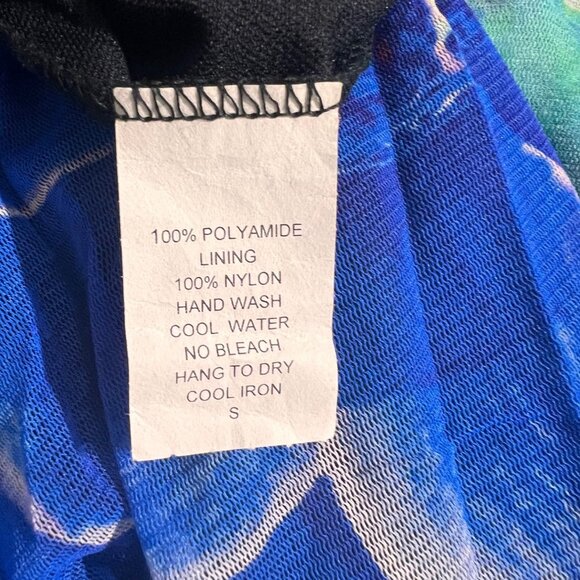 100% POLYAMIDE
LINING
100% NYLON
HAND WASH
COOL WATER
NO BLEACH
HANG TO DRY
COOL IRON
S